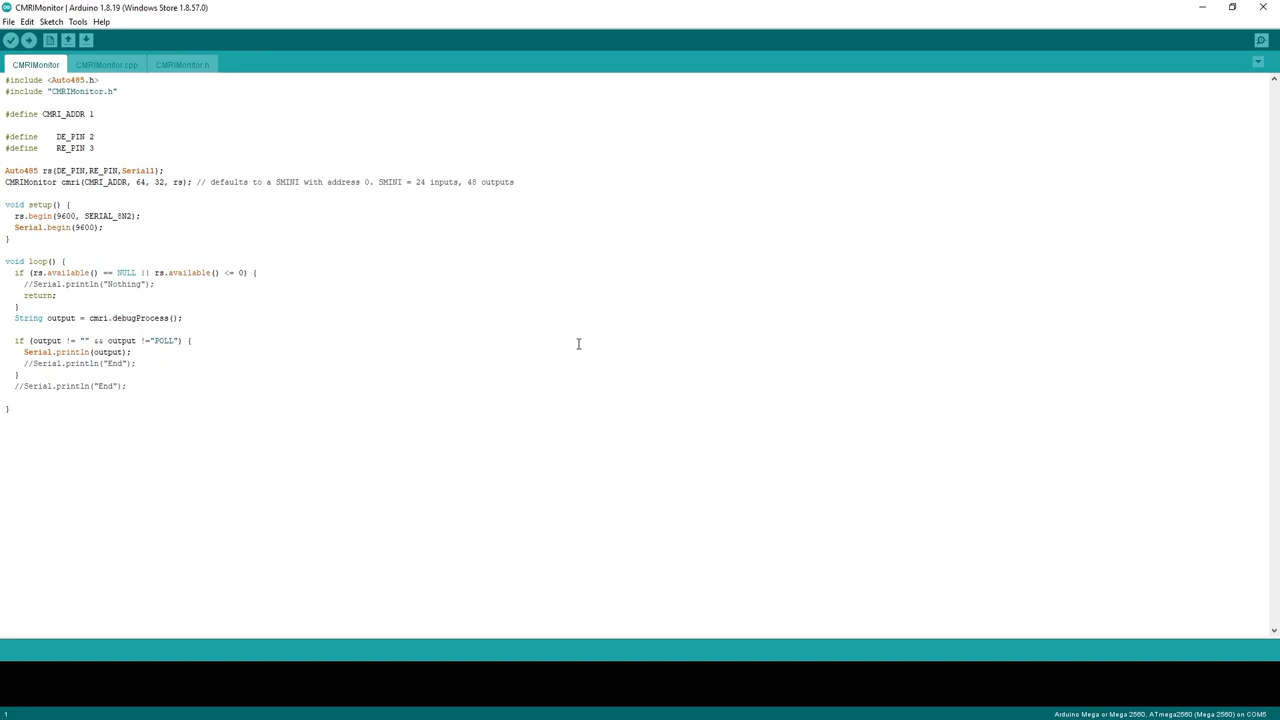 CMRIMonitor | Arduino 1.8.19 (Windows Store 1.8.57.0)
File Edit Sketch Tools Help
CMRIMonitor CMRIMonitor.cpp CMRIMonitor.h
#include <Auto485.h>
#include "CMRIMonitor.h"
#define CMRI_ADDR 1
#define DE_PIN 2
#define RE_PIN 3
Auto485 rs(DE_PIN,RE_PIN,Serial1);
CMRIMonitor cmri(CMRI_ADDR, 64, 32, rs); // defaults to a SMINI with address 0. SMINI = 24 inputs, 48 outputs
void setup() {
rs.begin(9600, SERIAL_8N2);
Serial.begin(9600);
}
void loop() {
if (rs.available() == NULL || rs.available() <= 0) {
//Serial.println("Nothing");
return;
}
String output = cmri.debugProcess();
if (output != "" && output !="POLL") {
Serial.println(output);
//Serial.println("End");
}
//Serial.println("End");
}
1 Arduino Mega or Mega 2560, ATmega2560 (Mega 2560) on COM5